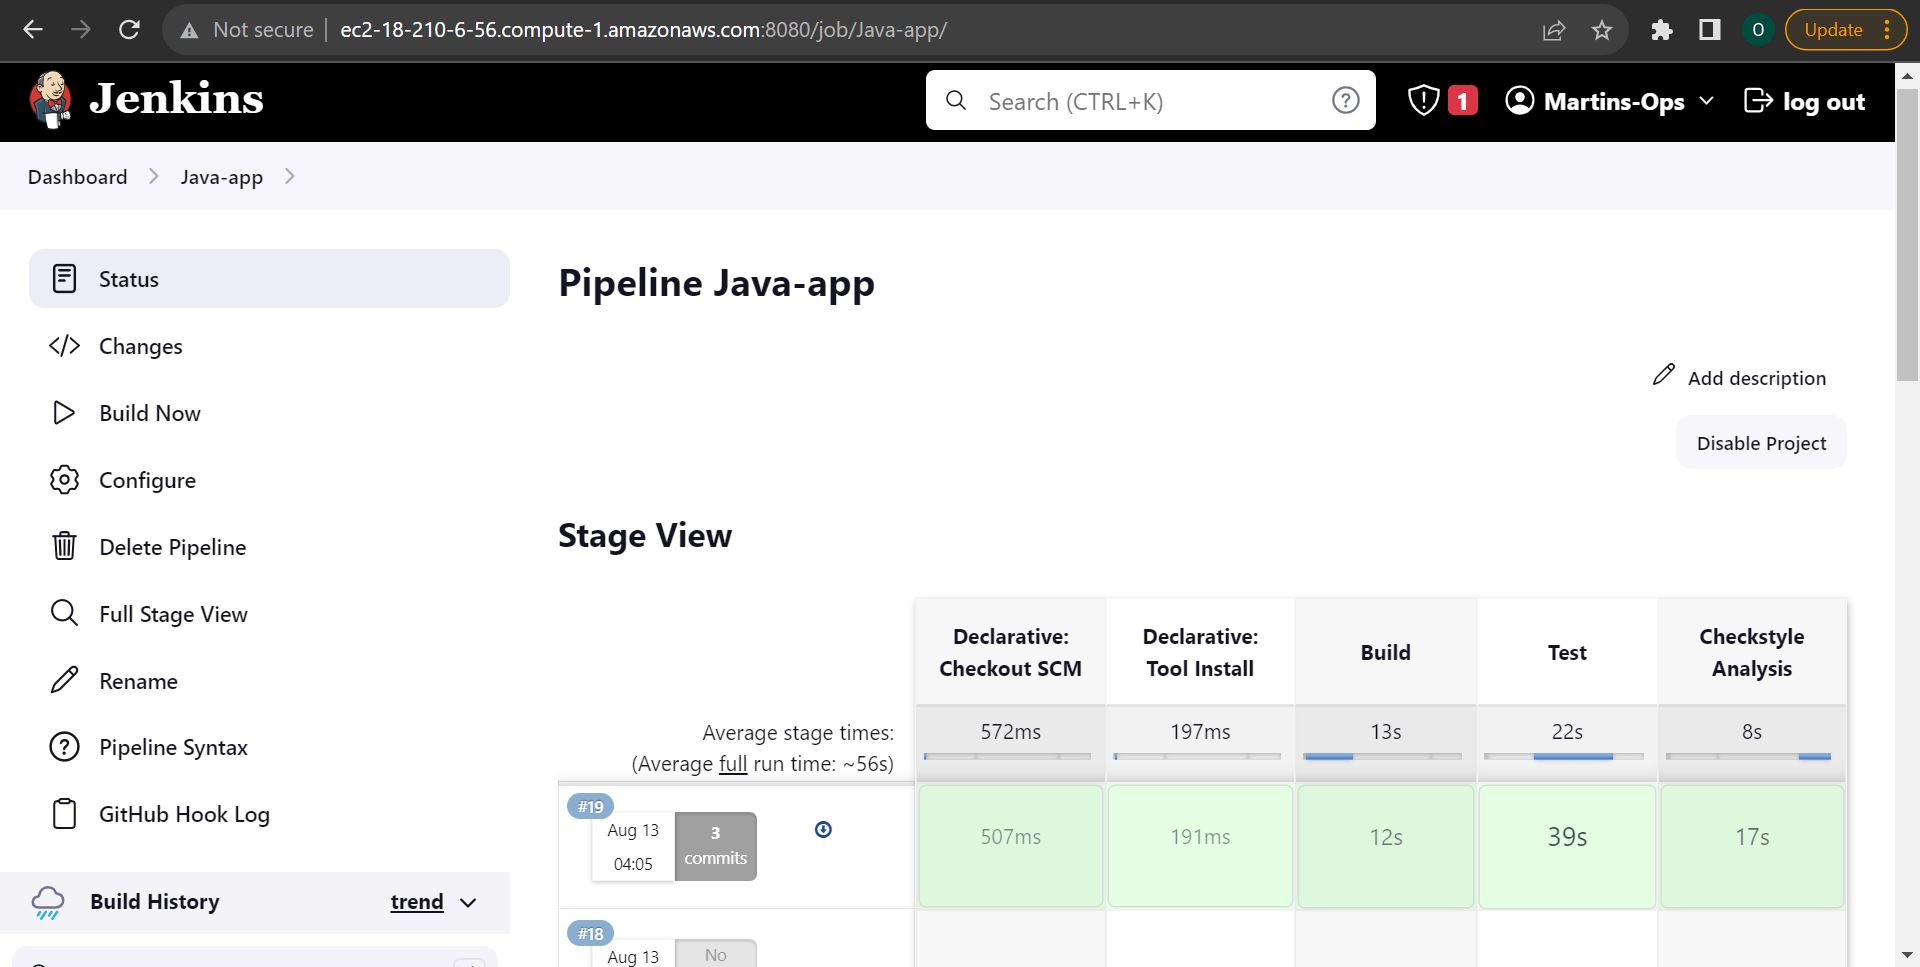 Not secure | ec2-18-210-6-56.compute-1.amazonaws.com:8080/job/Java-app/
O
Update
Jenkins
Search (CTRL+K)
?
1
Martins-Ops
log out
Dashboard
Java-app
Status
Changes
Build Now
Configure
Delete Pipeline
Full Stage View
Rename
Pipeline Syntax
GitHub Hook Log
Build History
trend
Pipeline Java-app
Add description
Disable Project
Stage View
Declarative: Checkout SCM
Declarative: Tool Install
Build
Test
Checkstyle Analysis
Average stage times:
(Average full run time: ~56s)
572ms
197ms
13s
22s
8s
#19
Aug 13
04:05
3
commits
507ms
191ms
12s
39s
17s
#18
Aug 13
No